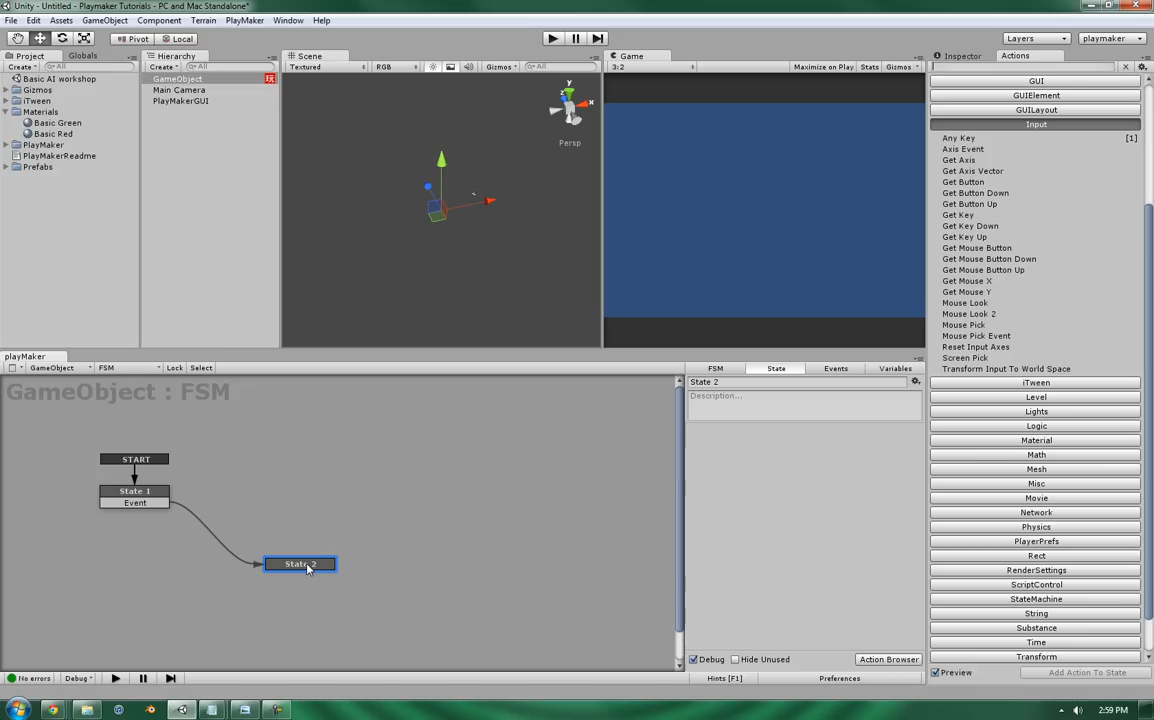 Unity - Untitled - Playmaker Tutorials - PC and Mac Standalone*
File Edit Assets GameObject Component Terrain PlayMaker Window Help
Pivot Local Layers playmaker
Project Globals
Create All
Basic AI workshop
Gizmos
iTween
Materials
Basic Green
Basic Red
PlayMaker
PlayMakerReadme
Prefabs
Hierarchy
Create All
GameObject 玩
Main Camera
PlayMakerGUI
Scene
Textured RGB Gizmos All
y
x
z
Persp
Game
3:2 Maximize on Play Stats Gizmos
Inspector Actions
GUI
GUIElement
GUILayout
Input
Any Key [1]
Axis Event
Get Axis
Get Axis Vector
Get Button
Get Button Down
Get Button Up
Get Key
Get Key Down
Get Key Up
Get Mouse Button
Get Mouse Button Down
Get Mouse Button Up
Get Mouse X
Get Mouse Y
Mouse Look
Mouse Look 2
Mouse Pick
Mouse Pick Event
Reset Input Axes
Screen Pick
Transform Input To World Space
iTween
Level
Lights
Logic
Material
Math
Mesh
Misc
Movie
Network
Physics
PlayerPrefs
Rect
RenderSettings
ScriptControl
StateMachine
String
Substance
Time
Transform
Preview Add Action To State
playMaker
GameObject FSM Lock Select
GameObject : FSM
START
State 1
Event
State 2
FSM State Events Variables
State 2
Description...
Debug Hide Unused Action Browser
No errors Debug Hints [F1] Preferences
2:59 PM